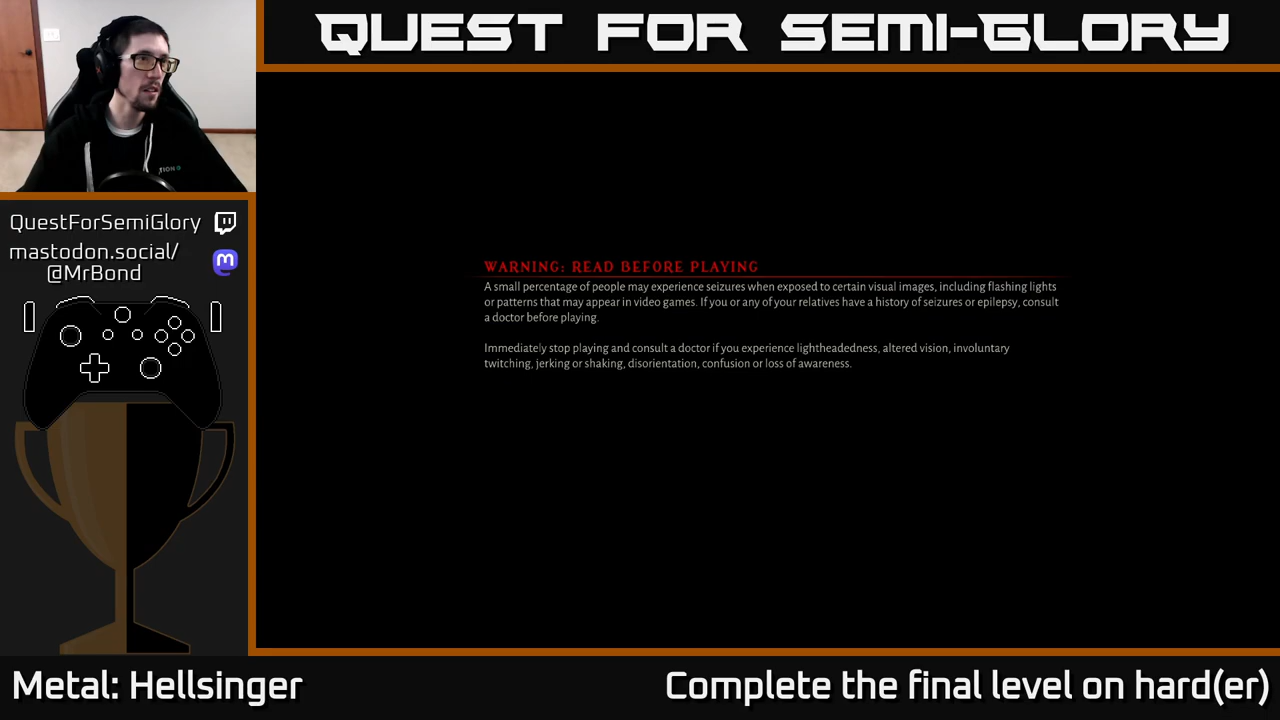 QUEST FOR SEMI-GLORY
QuestForSemiGlory
mastodon.social/
@MrBond
WARNING: READ BEFORE PLAYING
A small percentage of people may experience seizures when exposed to certain visual images, including flashing lights
or patterns that may appear in video games. If you or any of your relatives have a history of seizures or epilepsy, consult
a doctor before playing.
Immediately stop playing and consult a doctor if you experience lightheadedness, altered vision, involuntary
twitching, jerking or shaking, disorientation, confusion or loss of awareness.
Metal: Hellsinger
Complete the final level on hard(er)